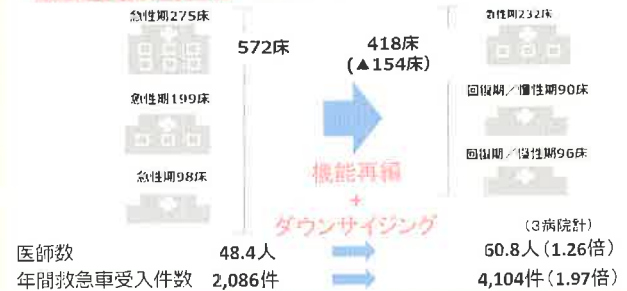 急性期275床
572床
急性期199床
急性期98床
418床
(▲154床)
機能再編
+
ダウンサイジング
急性期232床
回復期/慢性期90床
回復期/慢性期96床
(3病院計)
医師数 48.4人 60.8人(1.26倍)
年間救急車受入件数 2,086件 4,104件(1.97倍)